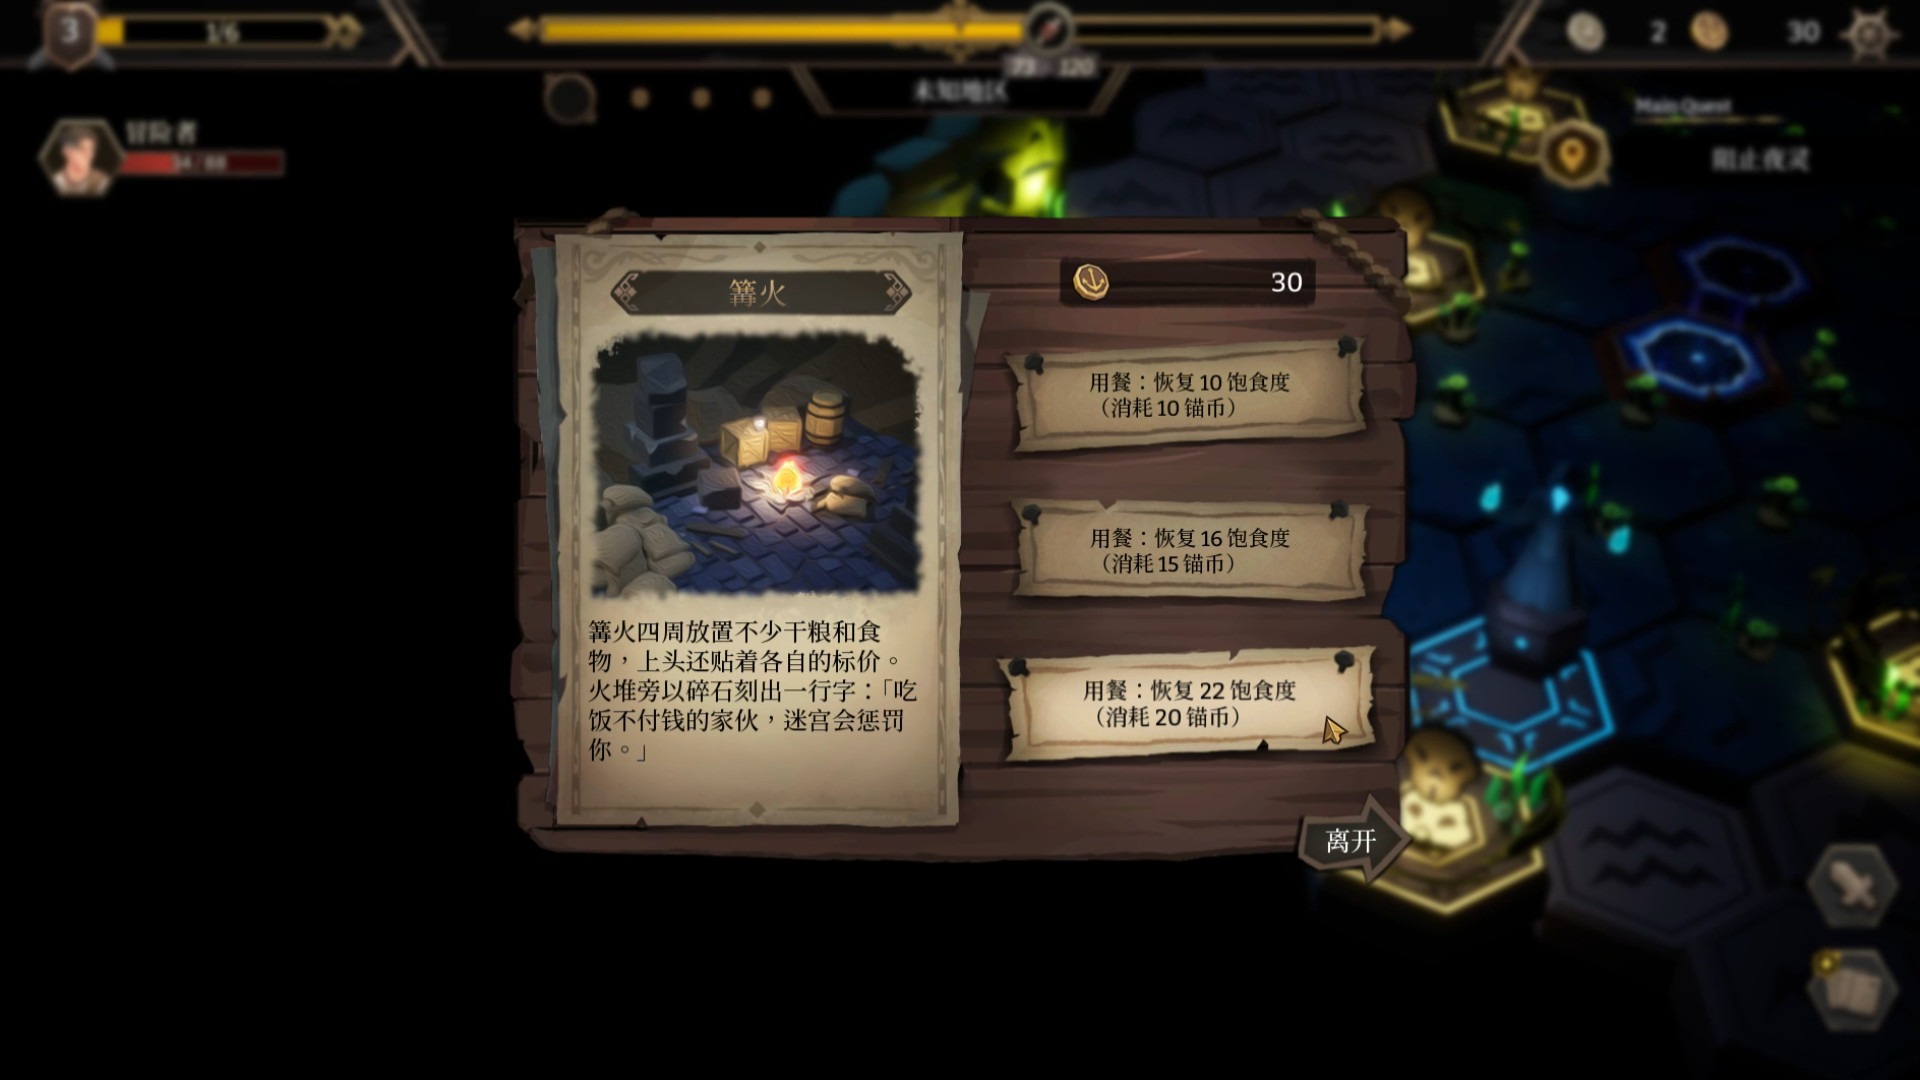 3
1/6
73 - 120
2
30
未知地区
Main Quest
阻止夜灵
冒险者
篝火
篝火四周放置不少干粮和食
物，上头还贴着各自的标价。
火堆旁以碎石刻出一行字：「吃
饭不付钱的家伙，迷宫会惩罚
你。」
30
用餐：恢复 10 饱食度
（消耗 10 锚币）
用餐：恢复 16 饱食度
（消耗 15 锚币）
用餐：恢复 22 饱食度
（消耗 20 锚币）
离开